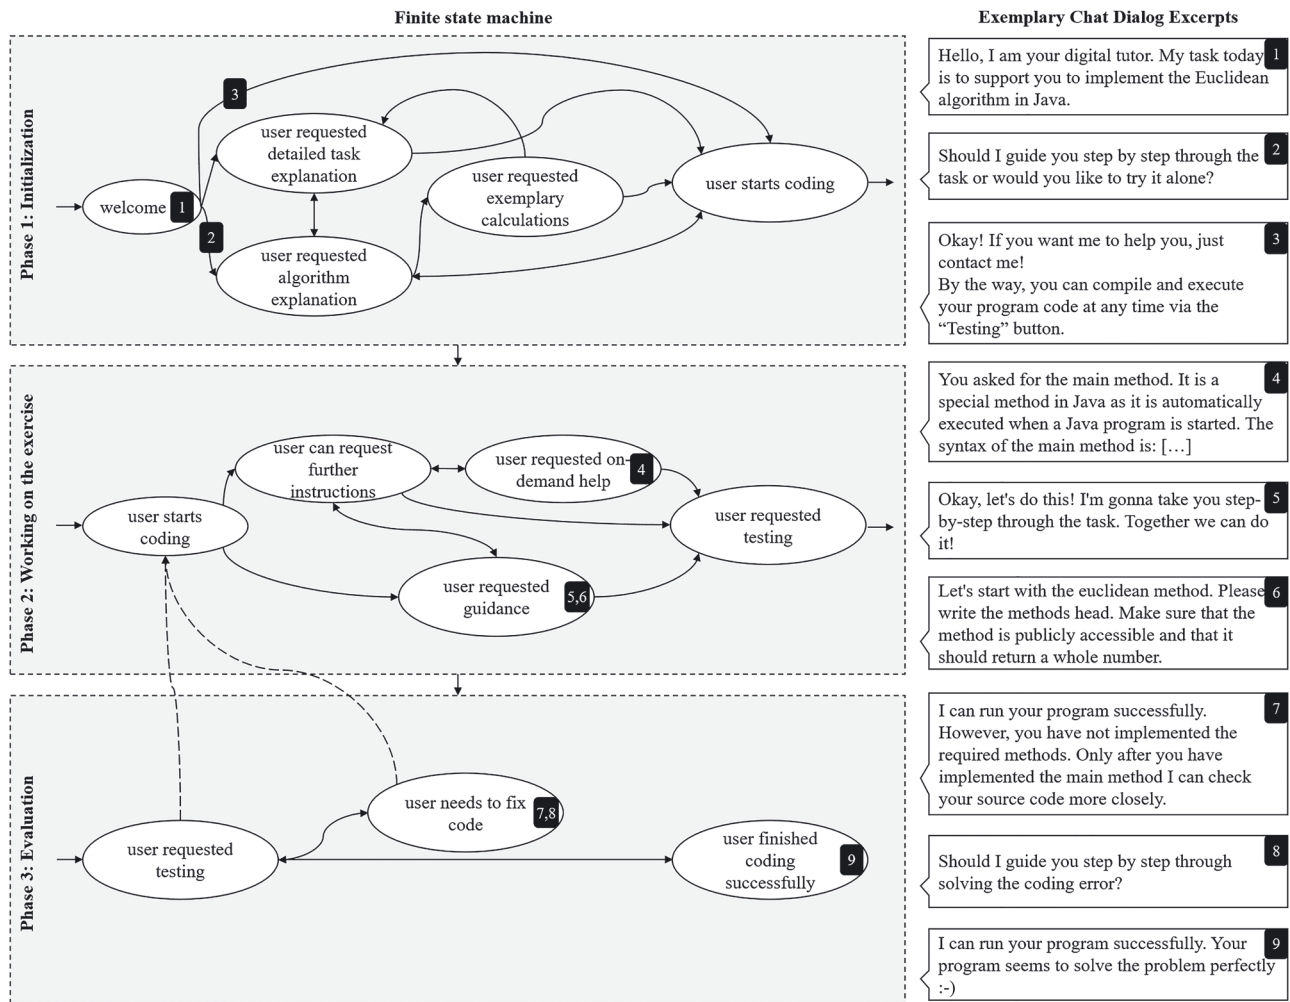 Finite state machine
Exemplary Chat Dialog Excerpts
Phase 1: Initialization
3
user requested
detailed task
explanation
user requested
exemplary
calculations
user starts coding
welcome 1
2
user requested
algorithm
explanation
Phase 2: Working on the exercise
user can request
further
instructions
user requested on-
demand help
4
user starts
coding
user requested
testing
user requested
guidance
5,6
Phase 3: Evaluation
user needs to fix
code
7,8
user requested
testing
user finished
coding
successfully
9
Hello, I am your digital tutor. My task today
is to support you to implement the Euclidean
algorithm in Java.
1
Should I guide you step by step through the
task or would you like to try it alone?
2
Okay! If you want me to help you, just
contact me!
By the way, you can compile and execute
your program code at any time via the
“Testing” button.
3
You asked for the main method. It is a
special method in Java as it is automatically
executed when a Java program is started. The
syntax of the main method is: […]
4
Okay, let's do this! I'm gonna take you step-
by-step through the task. Together we can do
it!
5
Let's start with the euclidean method. Please
write the methods head. Make sure that the
method is publicly accessible and that it
should return a whole number.
6
I can run your program successfully.
However, you have not implemented the
required methods. Only after you have
implemented the main method I can check
your source code more closely.
7
Should I guide you step by step through
solving the coding error?
8
I can run your program successfully. Your
program seems to solve the problem perfectly
:-)
9